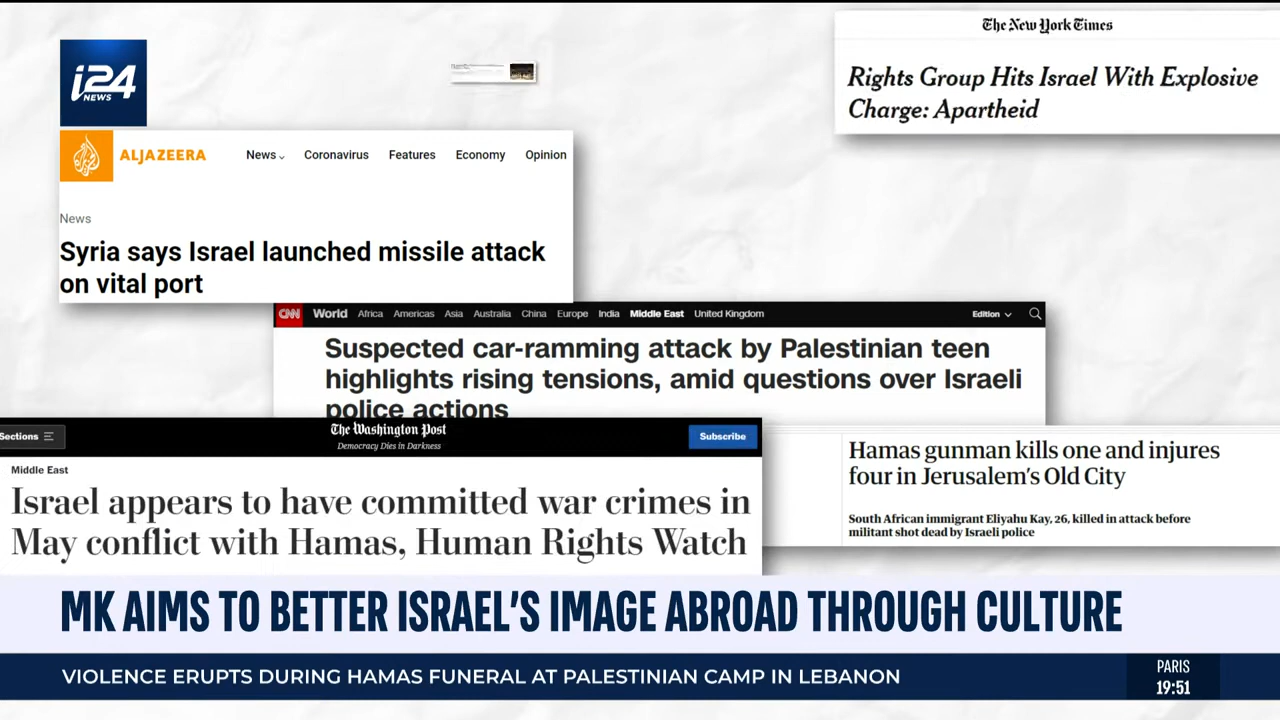 i24
NEWS
The New York Times
Rights Group Hits Israel With Explosive
Charge: Apartheid
ALJAZEERA
News
Coronavirus
Features
Economy
Opinion
News
Syria says Israel launched missile attack
on vital port
CNN
World
Africa
Americas
Asia
Australia
China
Europe
India
Middle East
United Kingdom
Edition
Suspected car-ramming attack by Palestinian teen
highlights rising tensions, amid questions over Israeli
police actions
Sections
The Washington Post
Democracy Dies in Darkness
Subscribe
Middle East
Israel appears to have committed war crimes in
May conflict with Hamas, Human Rights Watch
Hamas gunman kills one and injures
four in Jerusalem's Old City
South African immigrant Eliyahu Kay, 26, killed in attack before
militant shot dead by Israeli police
MK AIMS TO BETTER ISRAEL'S IMAGE ABROAD THROUGH CULTURE
VIOLENCE ERUPTS DURING HAMAS FUNERAL AT PALESTINIAN CAMP IN LEBANON
PARIS
19:51